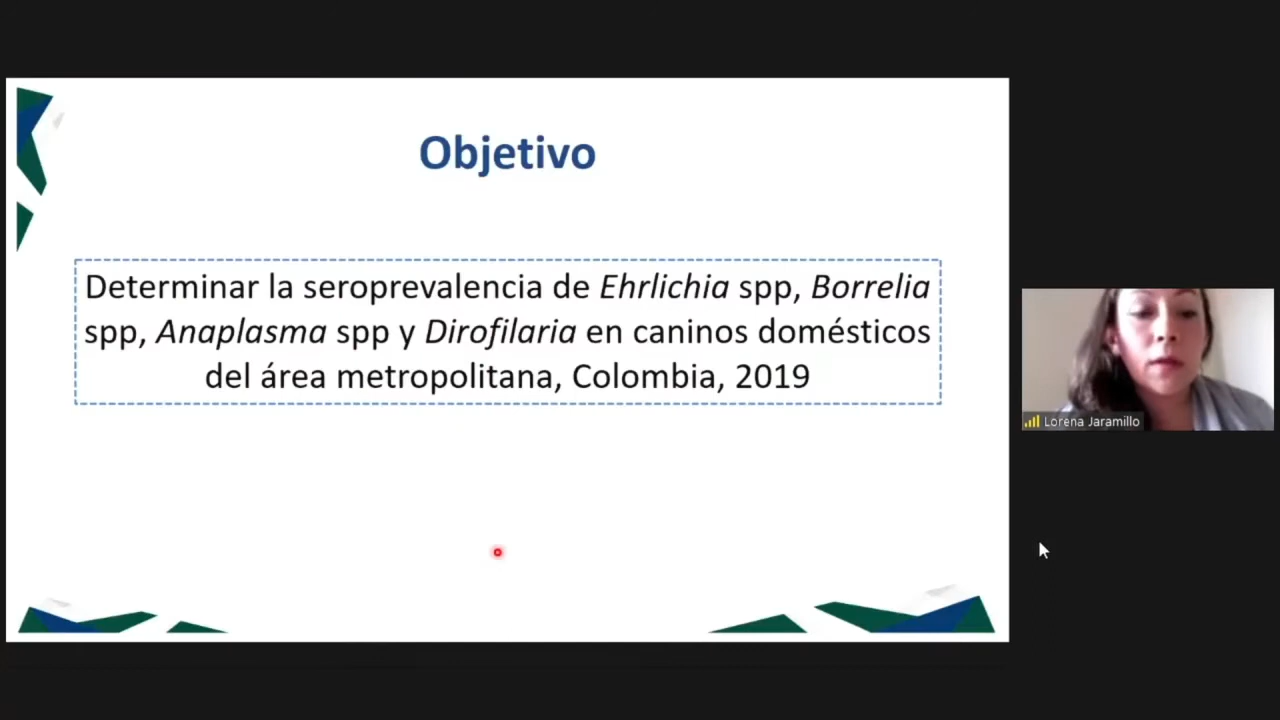 Objetivo
Determinar la seroprevalencia de Ehrlichia spp, Borrelia
spp, Anaplasma spp y Dirofilaria en caninos domésticos
del área metropolitana, Colombia, 2019
Lorena Jaramillo